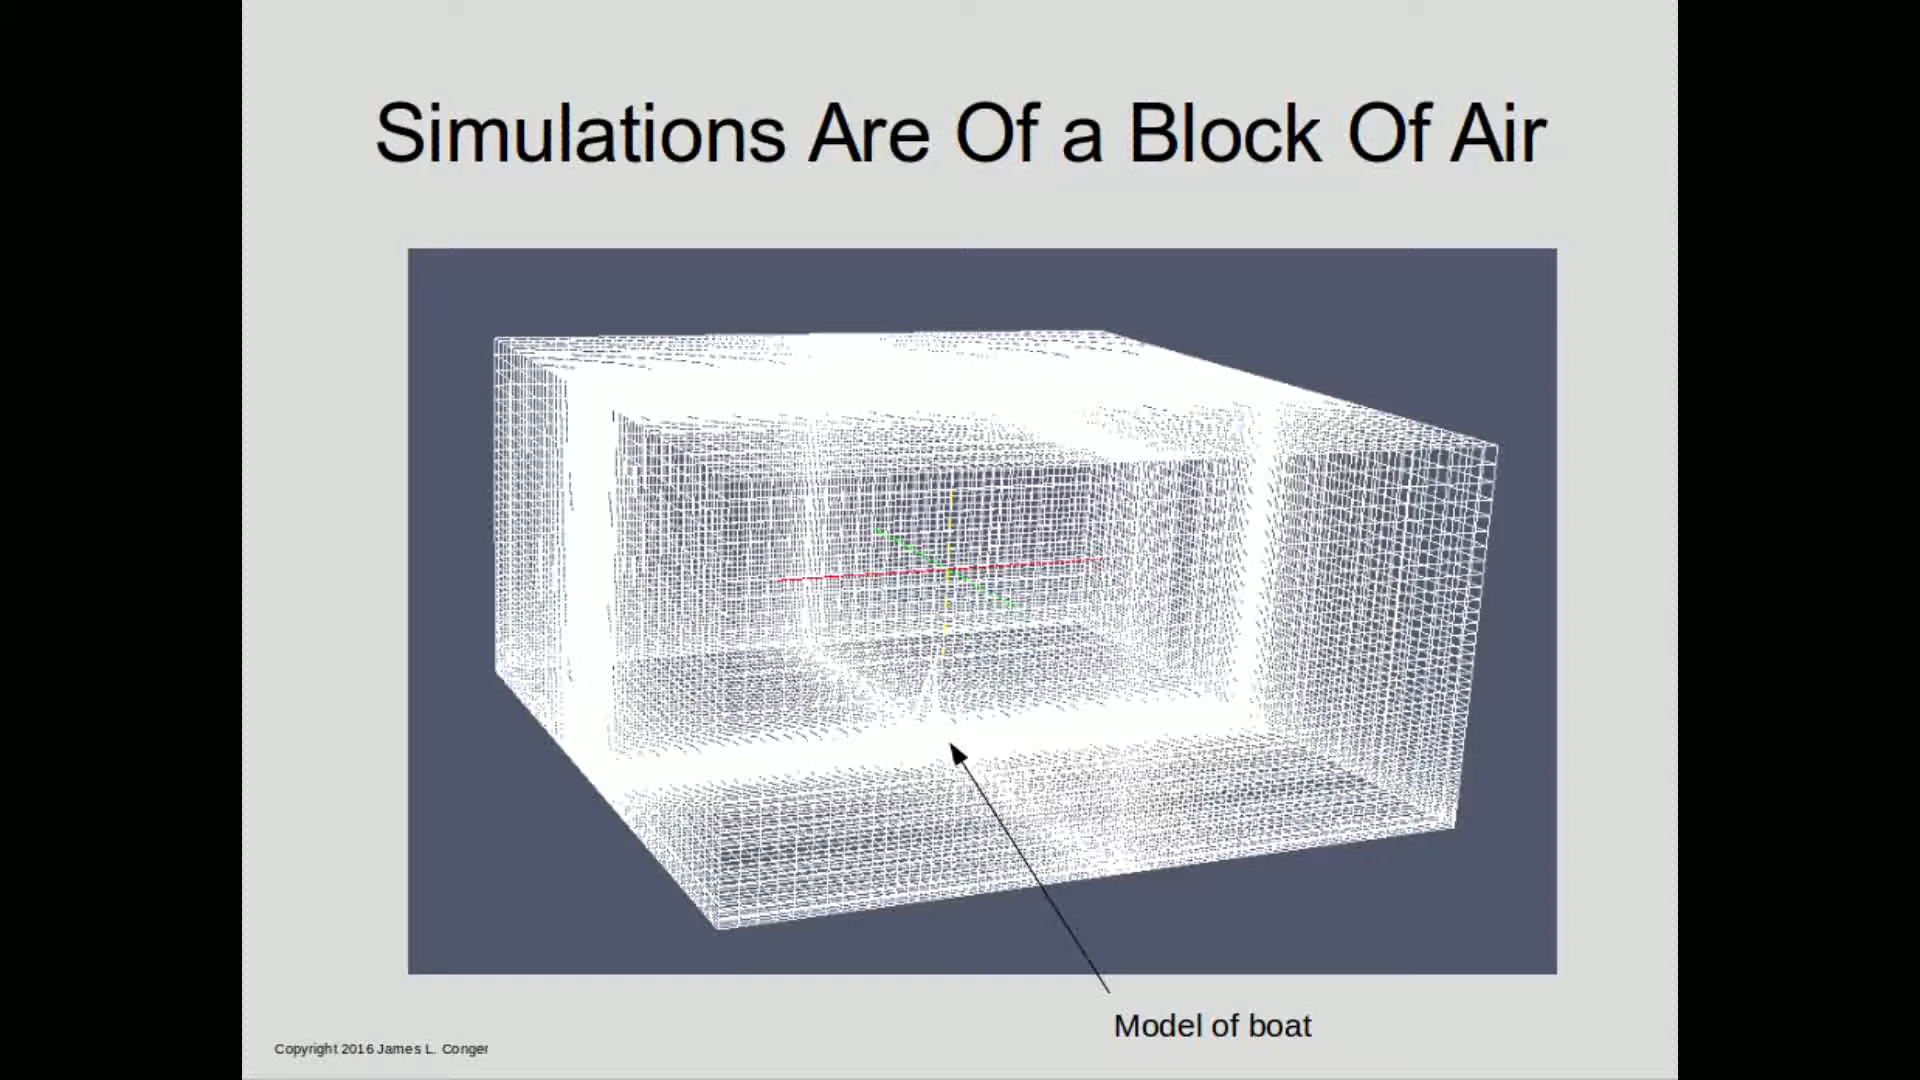 Simulations Are Of a Block Of Air
Model of boat
Copyright 2016 James L. Conger